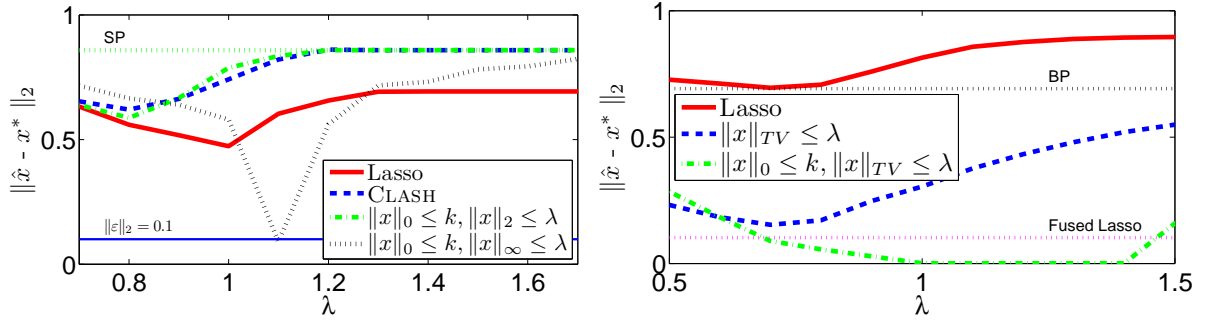 1
0.5
0
‖x̂ - x* ‖₂
SP
‖ε‖₂ = 0.1
Lasso
CLASH
‖x‖₀ ≤ k, ‖x‖₂ ≤ λ
‖x‖₀ ≤ k, ‖x‖∞ ≤ λ
0.8 1 1.2 1.4 1.6
λ
1
0.5
0
‖x̂ - x* ‖₂
BP
Lasso
‖x‖TV ≤ λ
‖x‖₀ ≤ k, ‖x‖TV ≤ λ
Fused Lasso
0.5 1 1.5
λ